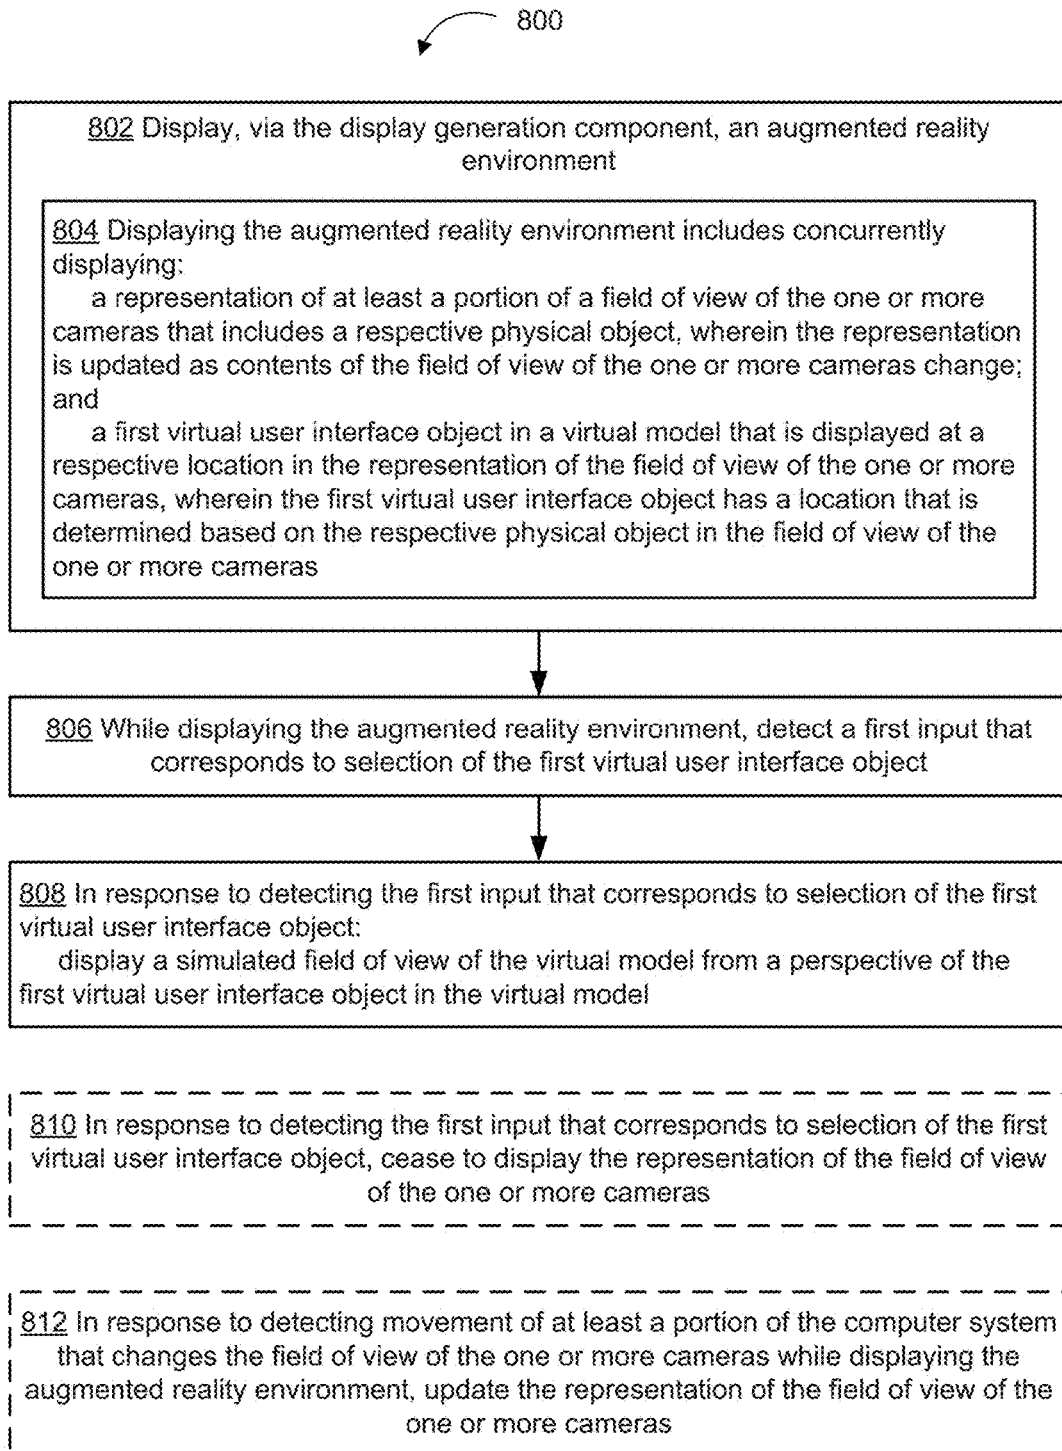 800
802 Display, via the display generation component, an augmented reality
environment
804 Displaying the augmented reality environment includes concurrently
displaying:
a representation of at least a portion of a field of view of the one or more
cameras that includes a respective physical object, wherein the representation
is updated as contents of the field of view of the one or more cameras change;
and
a first virtual user interface object in a virtual model that is displayed at a
respective location in the representation of the field of view of the one or more
cameras, wherein the first virtual user interface object has a location that is
determined based on the respective physical object in the field of view of the
one or more cameras
806 While displaying the augmented reality environment, detect a first input that
corresponds to selection of the first virtual user interface object
808 In response to detecting the first input that corresponds to selection of the first
virtual user interface object:
display a simulated field of view of the virtual model from a perspective of the
first virtual user interface object in the virtual model
810 In response to detecting the first input that corresponds to selection of the first
virtual user interface object, cease to display the representation of the field of view
of the one or more cameras
812 In response to detecting movement of at least a portion of the computer system
that changes the field of view of the one or more cameras while displaying the
augmented reality environment, update the representation of the field of view of the
one or more cameras